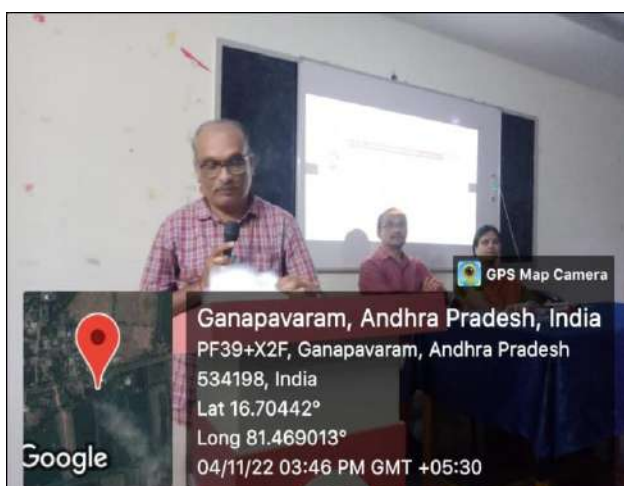 GPS Map Camera
Ganapavaram, Andhra Pradesh, India
PF39+X2F, Ganapavaram, Andhra Pradesh
534198, India
Lat 16.70442°
Long 81.469013°
04/11/22 03:46 PM GMT +05:30
Google